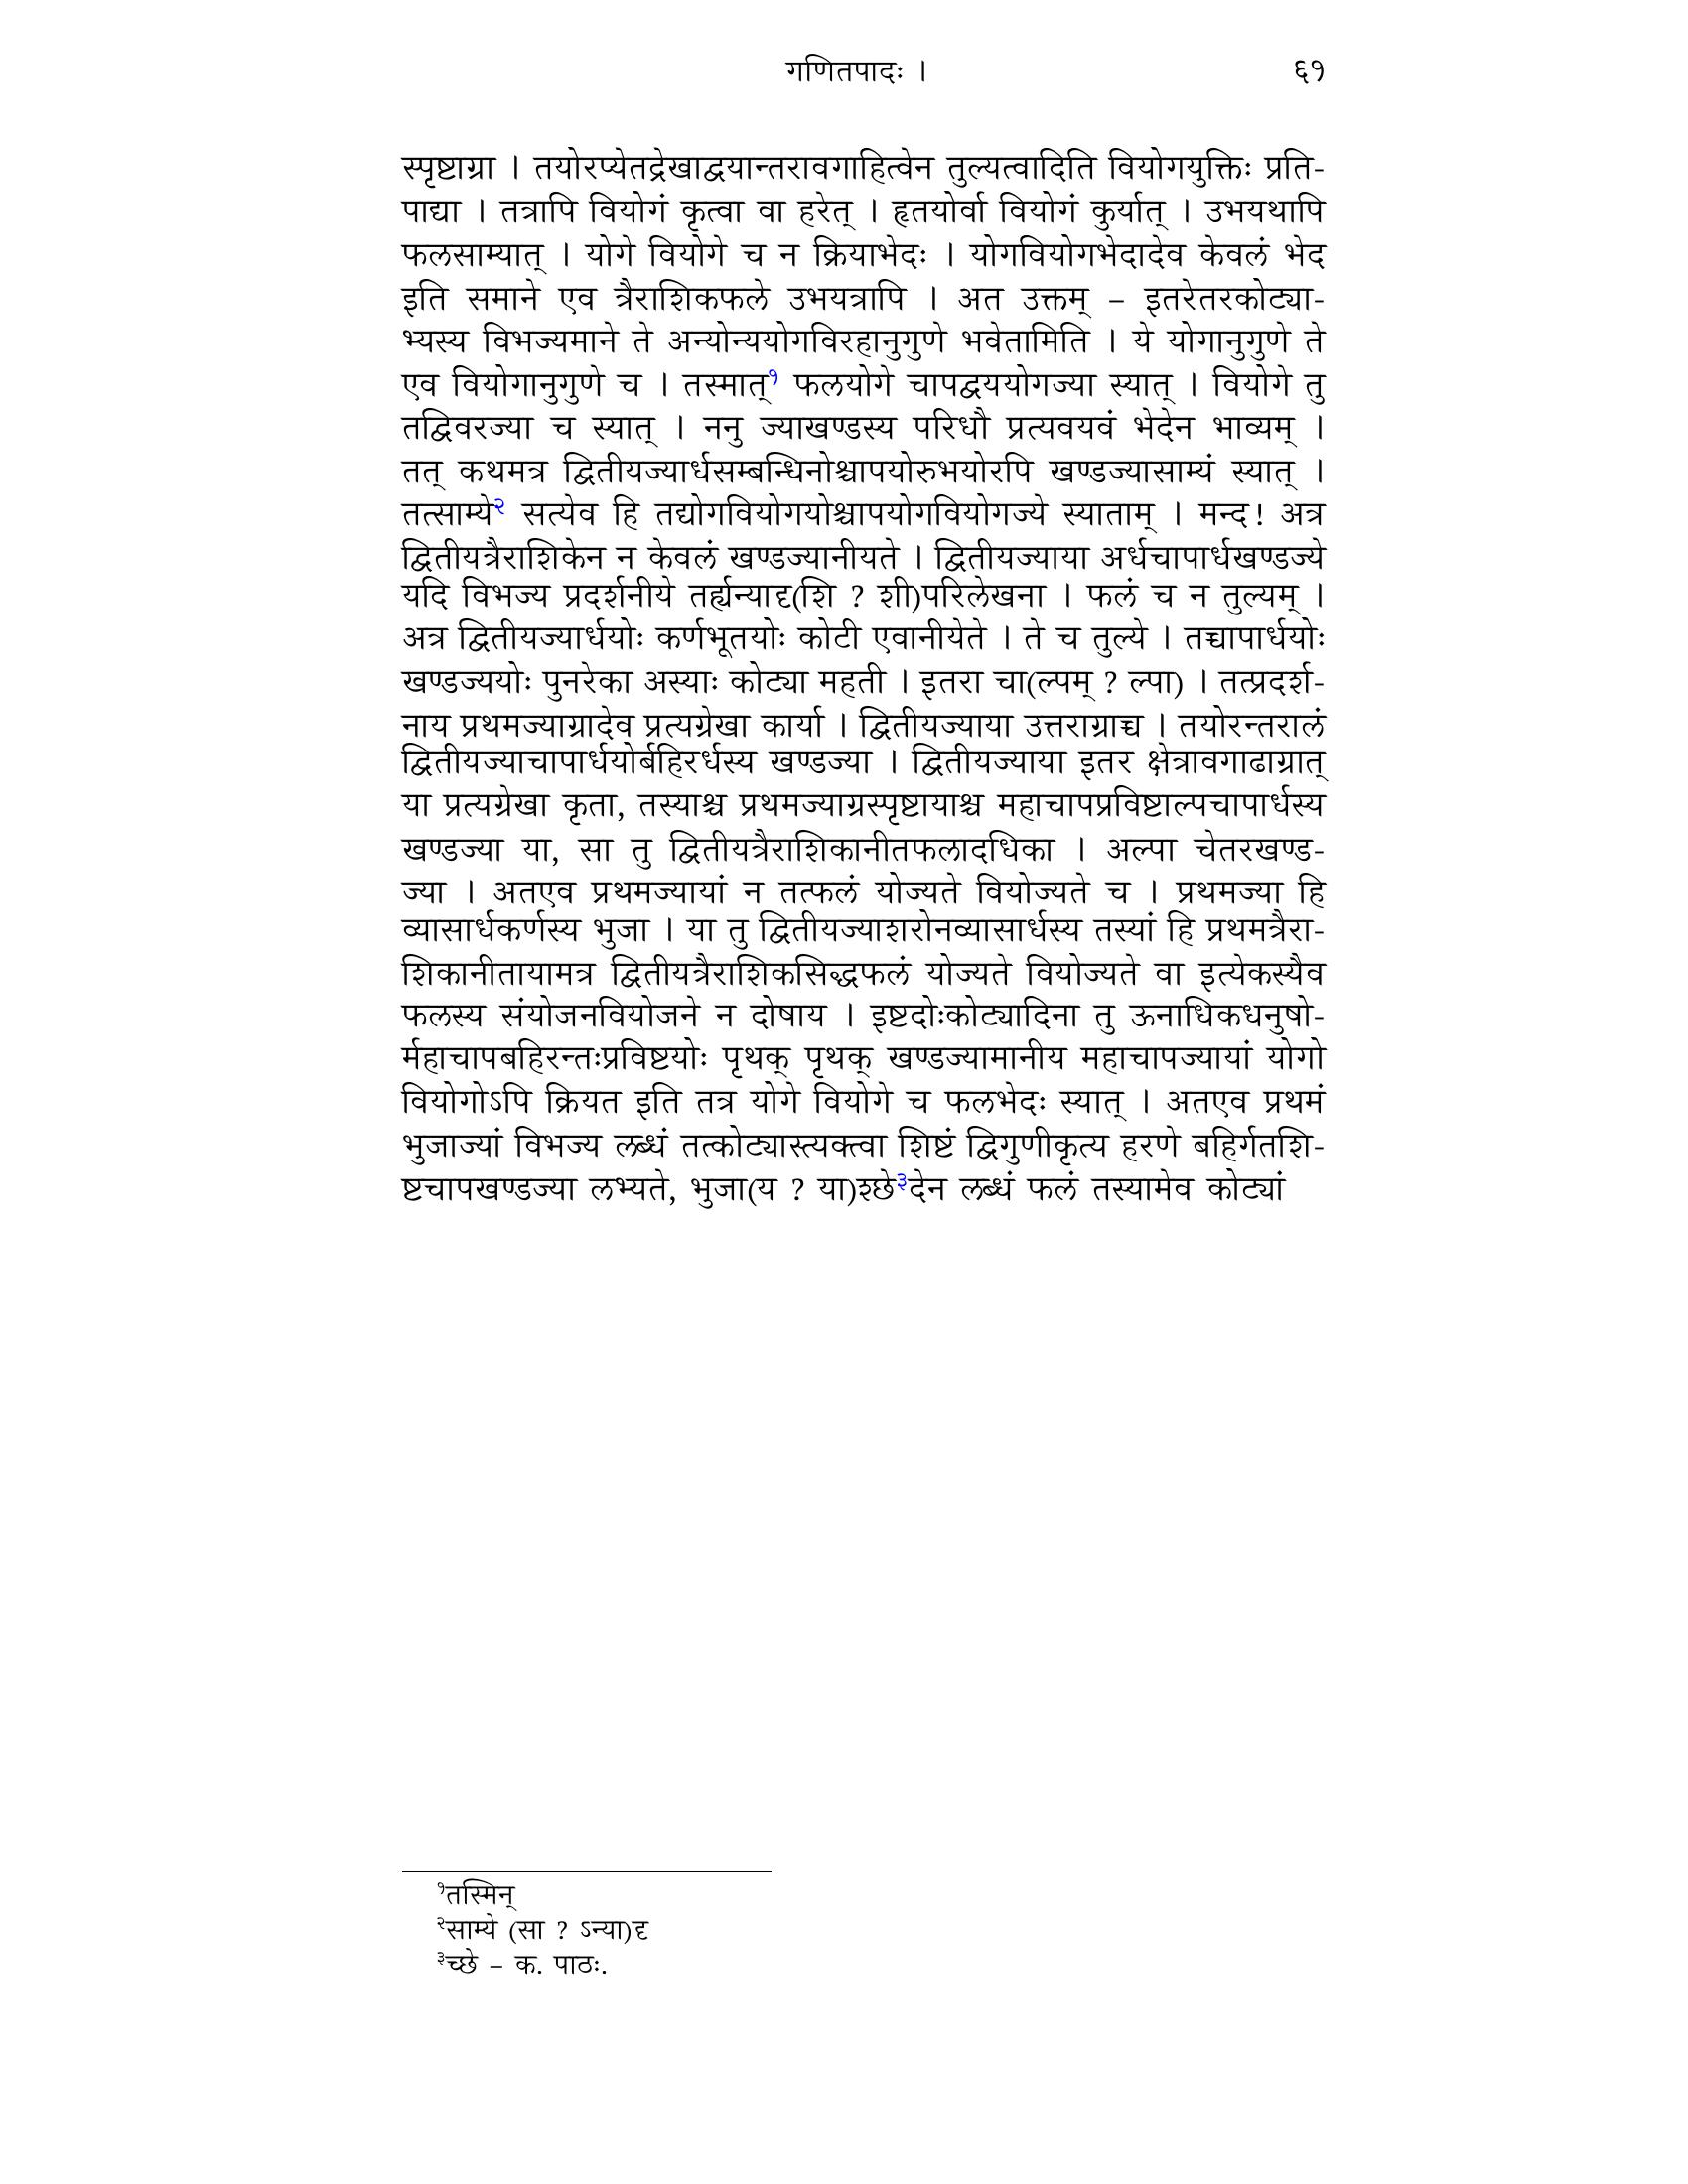 गणितपादः ।
६१
स्पृष्टाग्रा । तयोरप्येतद्रेखाद्वयान्तरावगाहित्वेन तुल्यत्वादिति वियोगयुक्तिः प्रति-
पाद्या । तत्रापि वियोगं कृत्वा वा हरेत् । हृतयोर्वा वियोगं कुर्यात् । उभयथापि
फलसाम्यात् । योगे वियोगे च न क्रियाभेदः । योगवियोगभेदादेव केवलं भेद
इति समाने एव त्रैराशिकफले उभयत्रापि । अत उक्तम् – इतरेतरकोट्या-
भ्यस्य विभज्यमाने ते अन्योन्ययोगविरहानुगुणे भवेतामिति । ये योगानुगुणे ते
एव वियोगानुगुणे च । तस्मात्१ फलयोगे चापद्वययोगज्या स्यात् । वियोगे तु
तद्विवरज्या च स्यात् । ननु ज्याखण्डस्य परिधौ प्रत्यवयवं भेदेन भाव्यम् ।
तत् कथमत्र द्वितीयज्यार्धसम्बन्धिनोश्चापयोरुभयोरपि खण्डज्यासाम्यं स्यात् ।
तत्साम्ये२ सत्येव हि तद्योगवियोगयोश्चापयोगवियोगज्ये स्याताम् । मन्द! अत्र
द्वितीयत्रैराशिकेन न केवलं खण्डज्यानीयते । द्वितीयज्याया अर्धचापार्धखण्डज्ये
यदि विभज्य प्रदर्शनीये तर्ह्यन्यादृ(शि ? शी)परिलेखना । फलं च न तुल्यम् ।
अत्र द्वितीयज्यार्धयोः कर्णभूतयोः कोटी एवानीयेते । ते च तुल्ये । तच्चापार्धयोः
खण्डज्ययोः पुनरेका अस्याः कोट्या महती । इतरा चा(ल्पम् ? ल्पा) । तत्प्रदर्श-
नाय प्रथमज्याग्रादेव प्रत्यग्रेखा कार्या । द्वितीयज्याया उत्तराग्राच्च । तयोरन्तरालं
द्वितीयज्याचापार्धयोर्बहिरर्धस्य खण्डज्या । द्वितीयज्याया इतर क्षेत्रावगाढाग्रात्
या प्रत्यग्रेखा कृता, तस्याश्च प्रथमज्याग्रस्पृष्टायाश्च महाचापप्रविष्टाल्पचापार्धस्य
खण्डज्या या, सा तु द्वितीयत्रैराशिकानीतफलादधिका । अल्पा चेतरखण्ड-
ज्या । अतएव प्रथमज्यायां न तत्फलं योज्यते वियोज्यते च । प्रथमज्या हि
व्यासार्धकर्णस्य भुजा । या तु द्वितीयज्याशरोनव्यासार्धस्य तस्यां हि प्रथमत्रैरा-
शिकानीतायामत्र द्वितीयत्रैराशिकसिद्धफलं योज्यते वियोज्यते वा इत्येकस्यैव
फलस्य संयोजनवियोजने न दोषाय । इष्टदोःकोट्यादिना तु ऊनाधिकधनुषो-
र्महाचापबहिरन्तःप्रविष्टयोः पृथक् पृथक् खण्डज्यामानीय महाचापज्यायां योगो
वियोगोऽपि क्रियत इति तत्र योगे वियोगे च फलभेदः स्यात् । अतएव प्रथमं
भुजाज्यां विभज्य लब्धं तत्कोट्यास्त्यक्त्वा शिष्टं द्विगुणीकृत्य हरणे बहिर्गतशि-
ष्टचापखण्डज्या लभ्यते, भुजा(य ? या)श्छे३देन लब्धं फलं तस्यामेव कोट्यां
१तस्मिन्
२साम्ये (सा ? ऽन्या)दृ
३च्छे – क. पाठः.